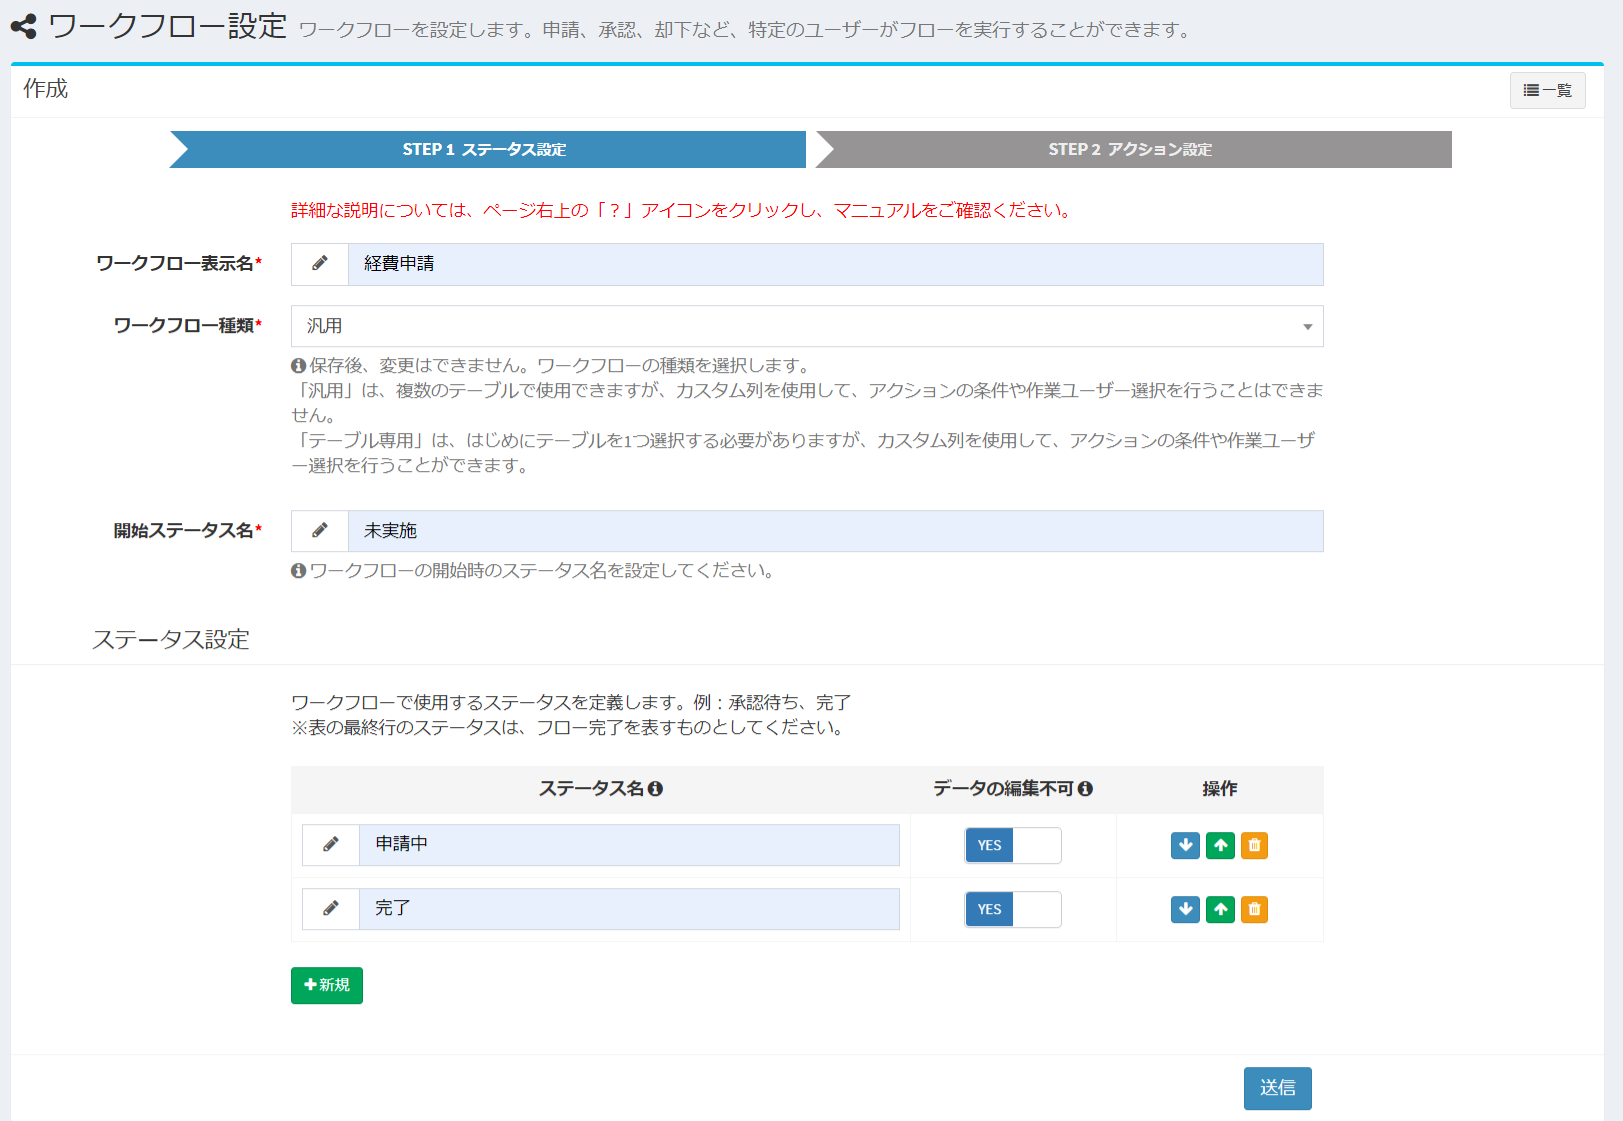 ワークフロー設定 ワークフローを設定します。申請、承認、却下など、特定のユーザーがフローを実行することができます。
作成
一覧
STEP 1 ステータス設定
STEP 2 アクション設定
詳細な説明については、ページ右上の「？」アイコンをクリックし、マニュアルをご確認ください。
ワークフロー表示名* 経費申請
ワークフロー種類* 汎用
保存後、変更はできません。ワークフローの種類を選択します。
「汎用」は、複数のテーブルで使用できますが、カスタム列を使用して、アクションの条件や作業ユーザー選択を行うことはできま
せん。
「テーブル専用」は、はじめにテーブルを1つ選択する必要がありますが、カスタム列を使用して、アクションの条件や作業ユーザ
ー選択を行うことができます。
開始ステータス名* 未実施
ワークフローの開始時のステータス名を設定してください。
ステータス設定
ワークフローで使用するステータスを定義します。例：承認待ち、完了
※表の最終行のステータスは、フロー完了を表すものとしてください。
ステータス名 データの編集不可 操作
申請中 YES
完了 YES
新規
送信